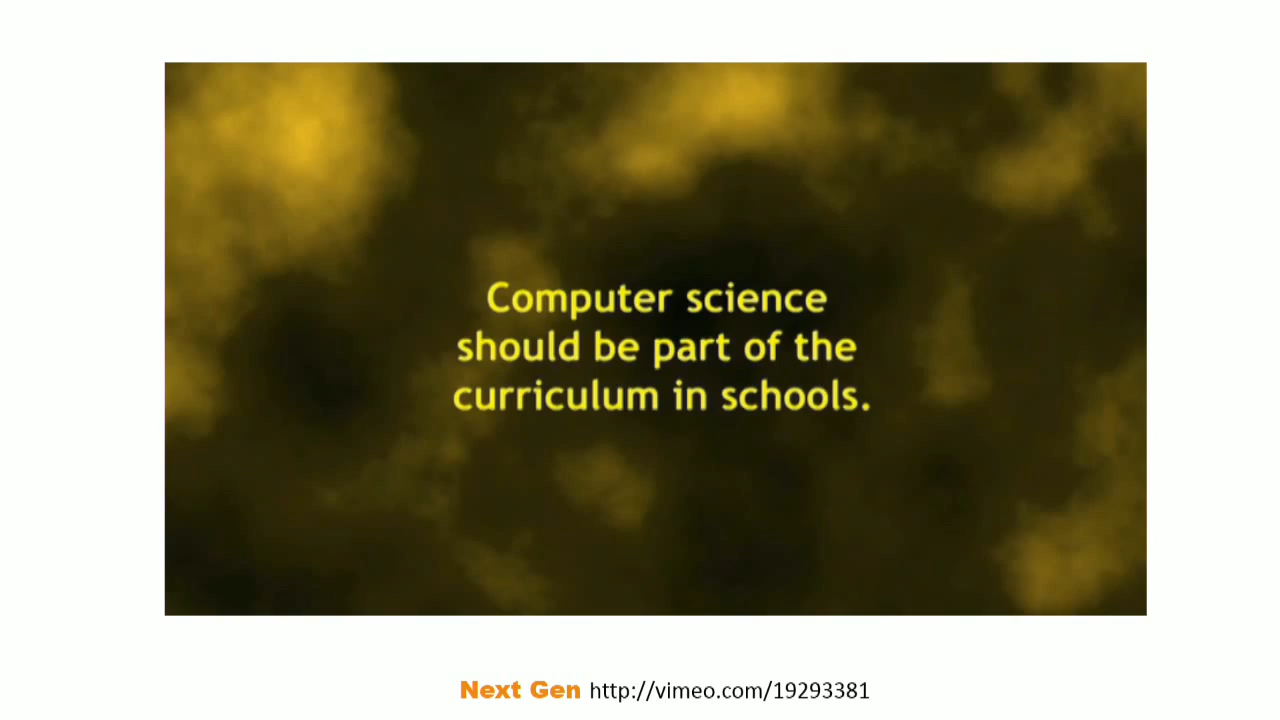 Computer science
should be part of the
curriculum in schools.
Next Gen http://vimeo.com/19293381